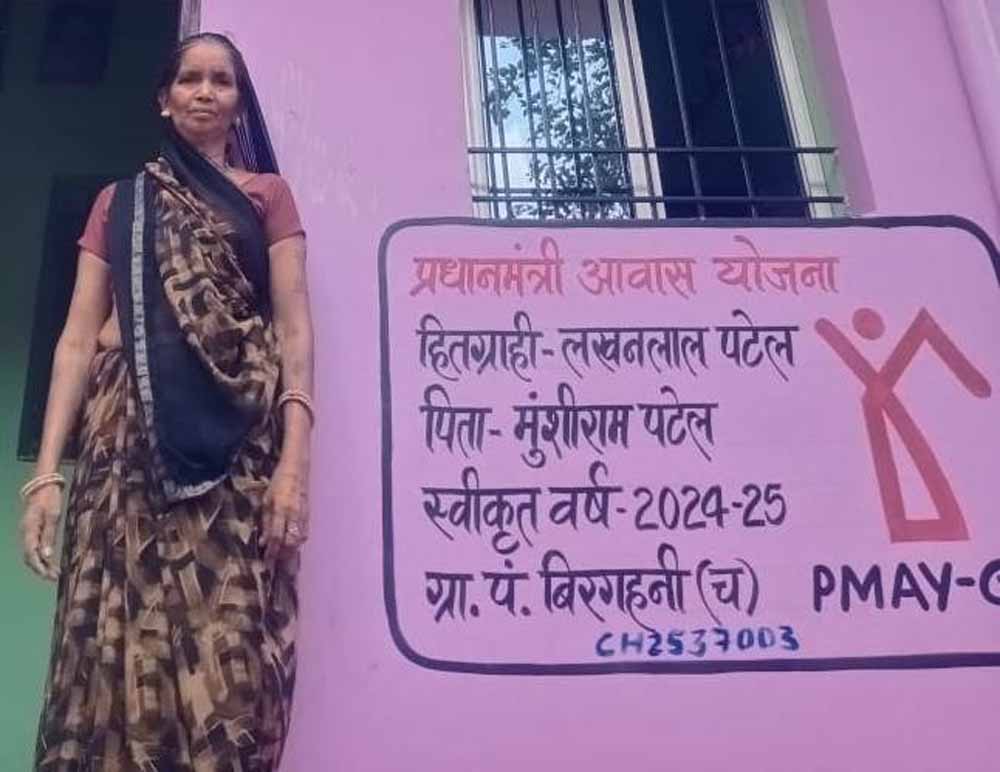 प्रधानमंत्री आवास योजना
हितग्राही-लखनलाल पटेल
पिता- मुंशीराम पटेल
स्वीकृत वर्ष-2024-25
ग्रा. पं. बिरगहनी (च)
PMAY-G
CH2537003